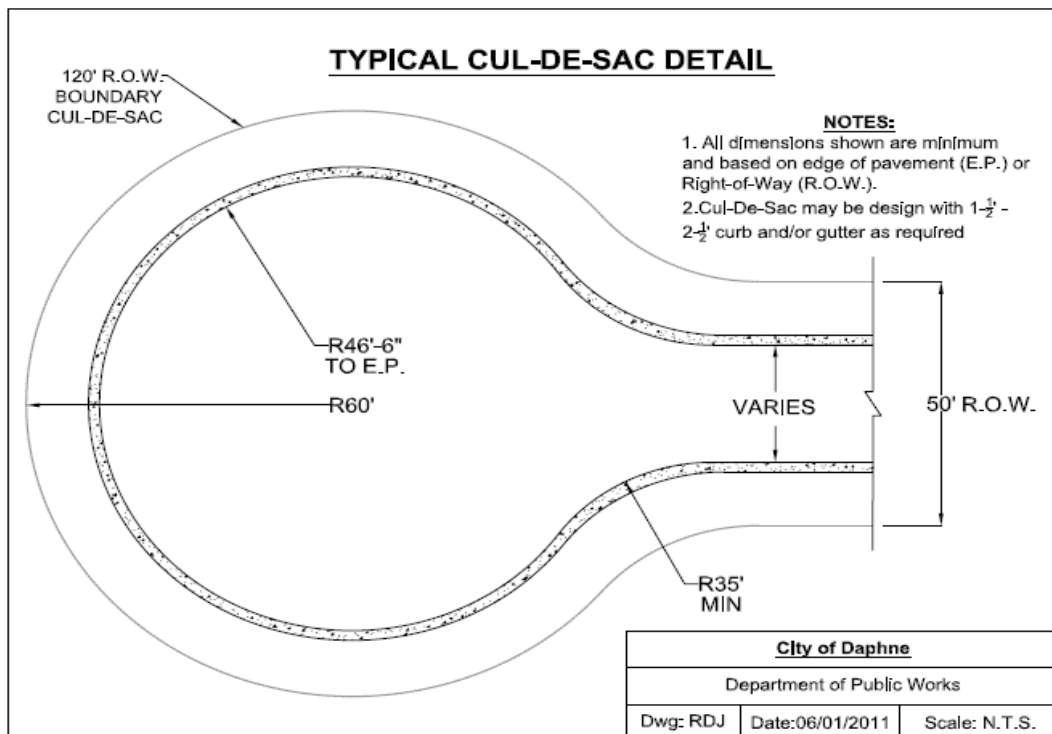 TYPICAL CUL-DE-SAC DETAIL
120' R.O.W.
BOUNDARY
CUL-DE-SAC
NOTES:
1. All dimensions shown are minimum
and based on edge of pavement (E.P.) or
Right-of-Way (R.O.W.).
2.Cul-De-Sac may be design with 1-½' -
2-½' curb and/or gutter as required
R46'-6"
TO E.P.
R60'
VARIES
50' R.O.W.
R35'
MIN
City of Daphne
Department of Public Works
Dwg: RDJ Date:06/01/2011 Scale: N.T.S.